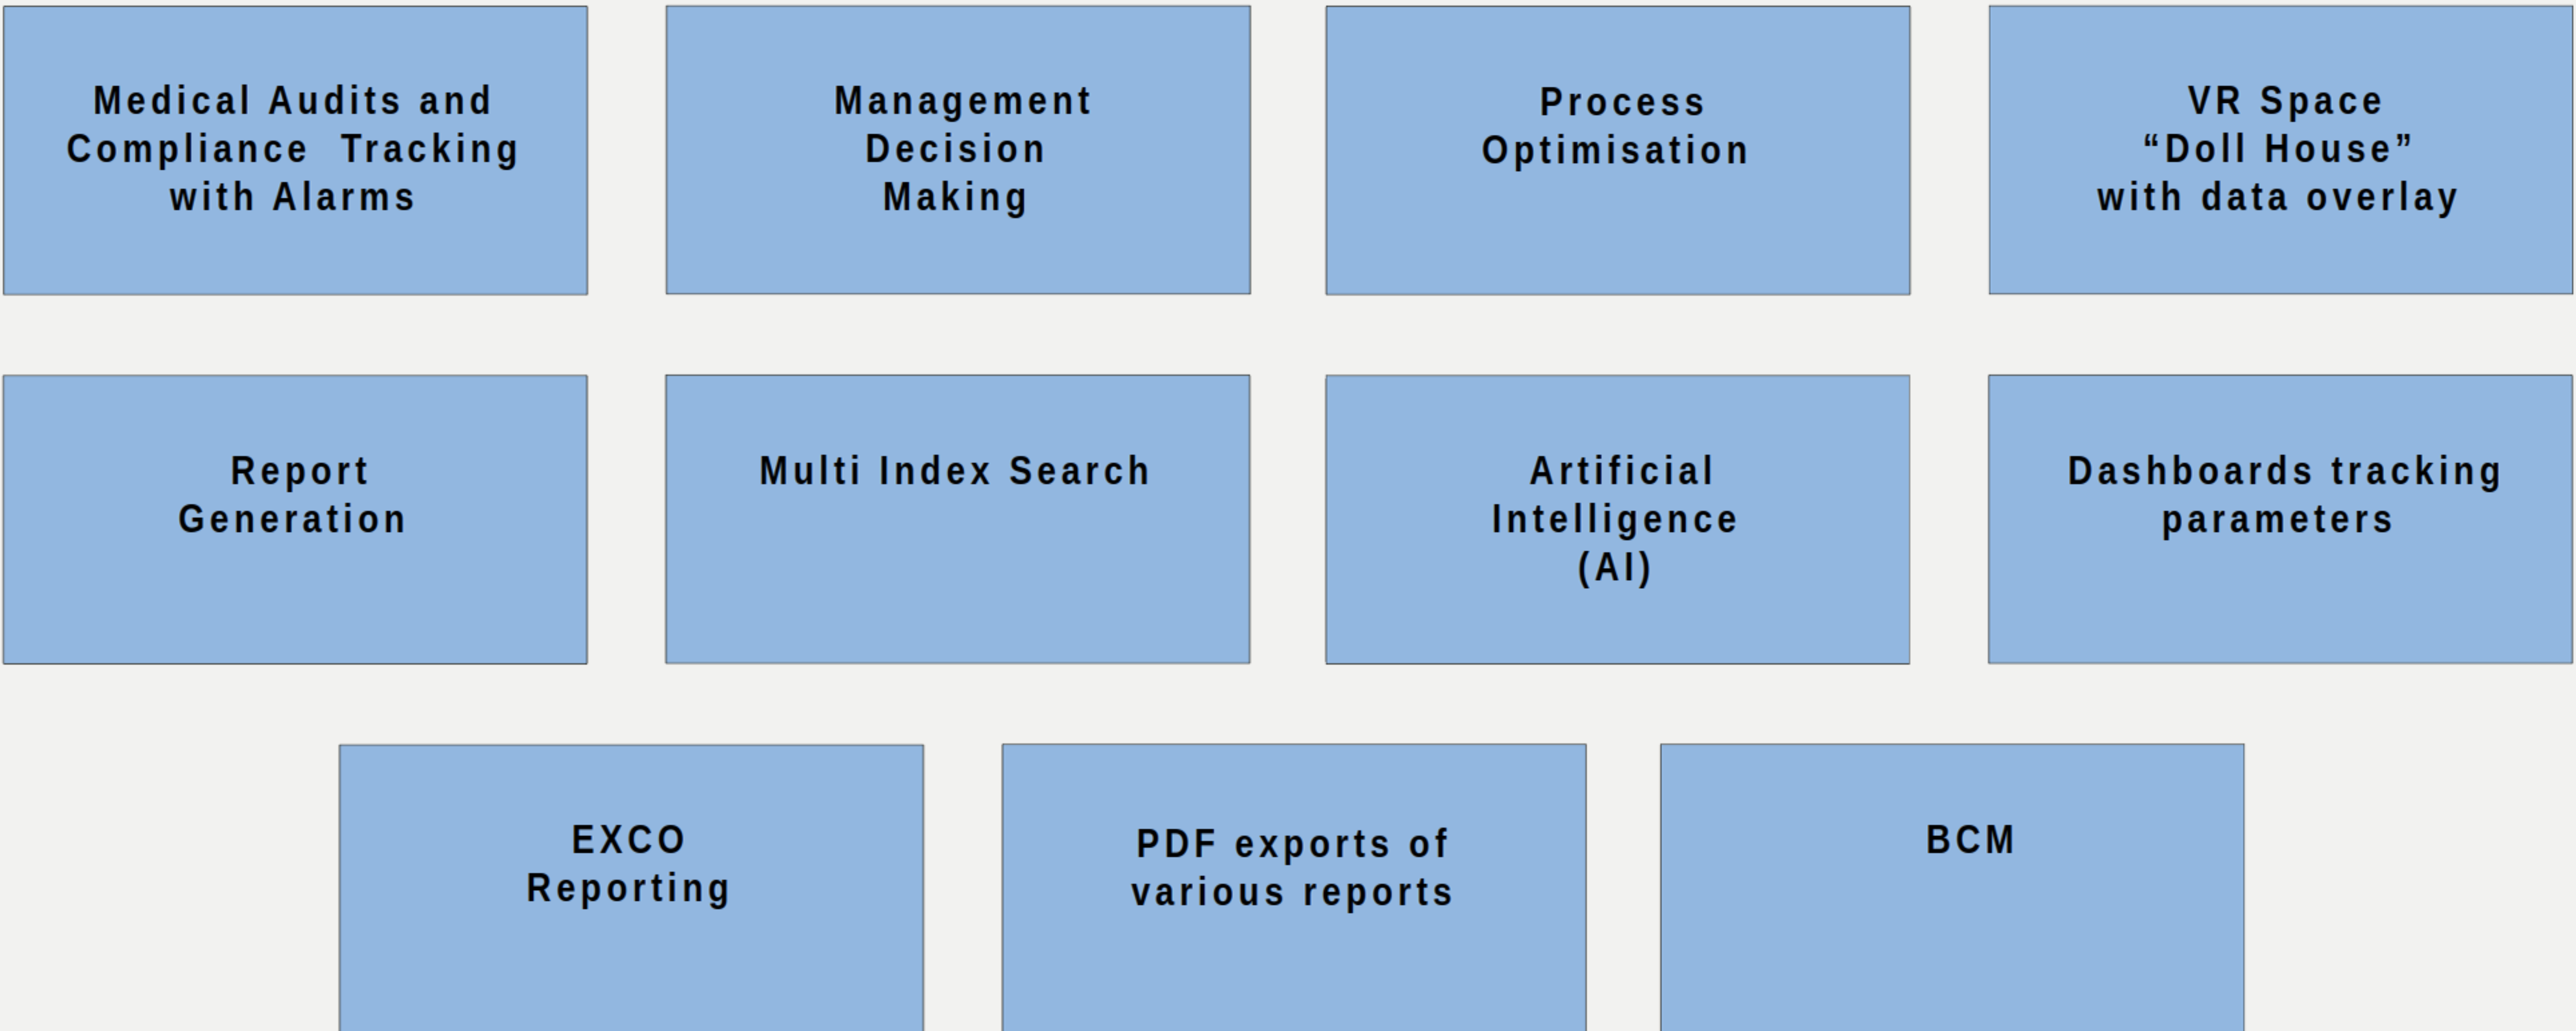 Medical Audits and
Compliance  Tracking
with Alarms
Management
Decision
Making
Process
Optimisation
VR Space
“Doll House”
with data overlay
Report
Generation
Multi Index Search
Artificial
Intelligence
(AI)
Dashboards tracking
parameters
EXCO
Reporting
PDF exports of
various reports
BCM